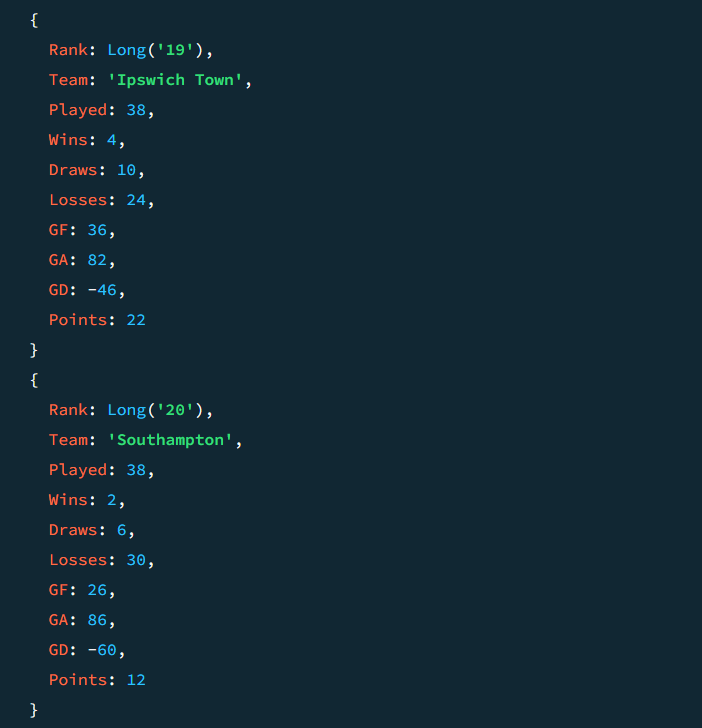 {
Rank: Long('19'),
Team: 'Ipswich Town',
Played: 38,
Wins: 4,
Draws: 10,
Losses: 24,
GF: 36,
GA: 82,
GD: -46,
Points: 22
}
{
Rank: Long('20'),
Team: 'Southampton',
Played: 38,
Wins: 2,
Draws: 6,
Losses: 30,
GF: 26,
GA: 86,
GD: -60,
Points: 12
}